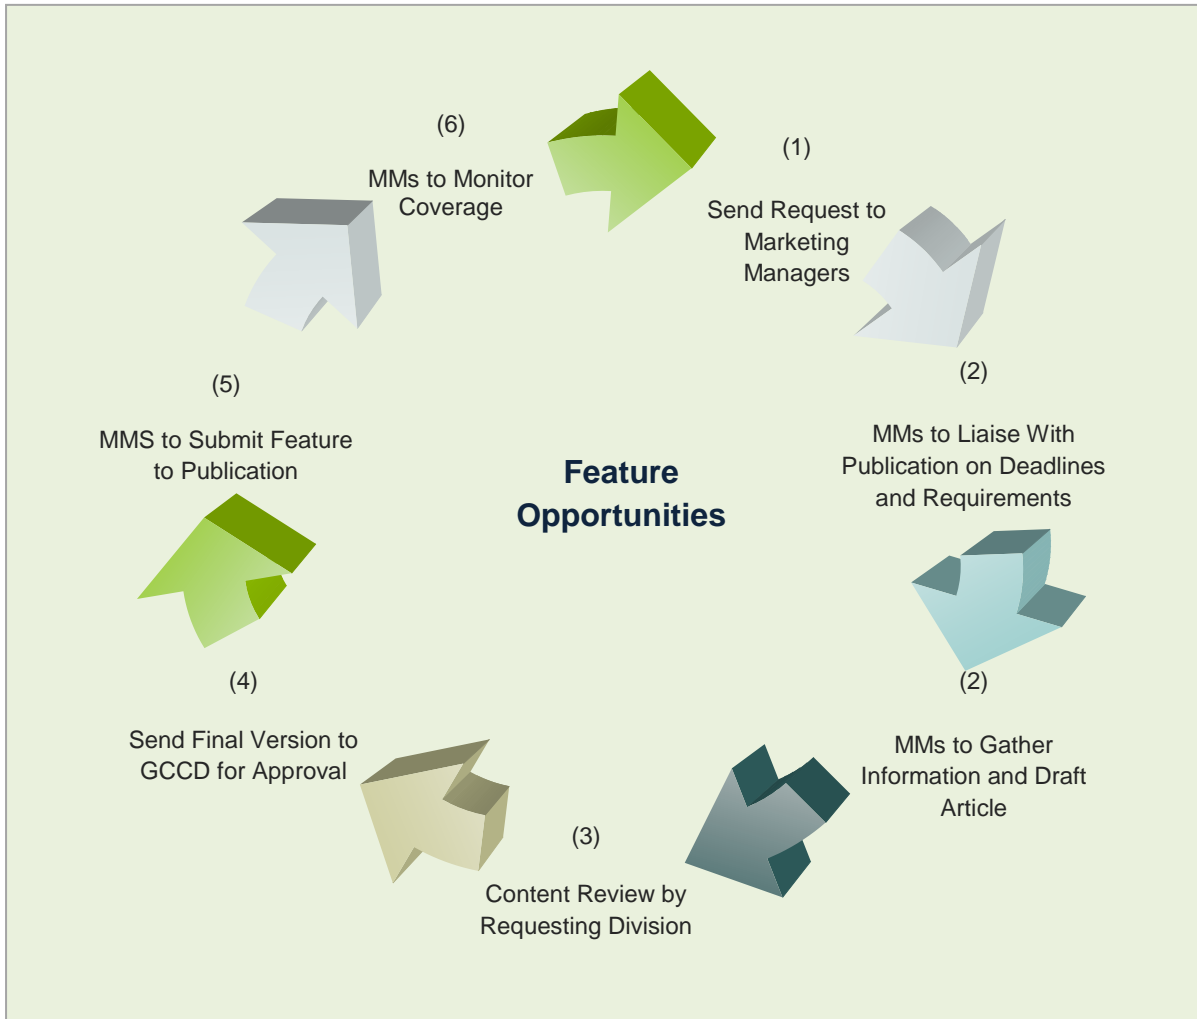 (1)
Send Request to
Marketing
Managers
(2)
MMs to Liaise With
Publication on Deadlines
and Requirements
(2)
MMs to Gather
Information and Draft
Article
(3)
Content Review by
Requesting Division
(4)
Send Final Version to
GCCD for Approval
(5)
MMS to Submit Feature
to Publication
(6)
MMs to Monitor
Coverage
Feature
Opportunities